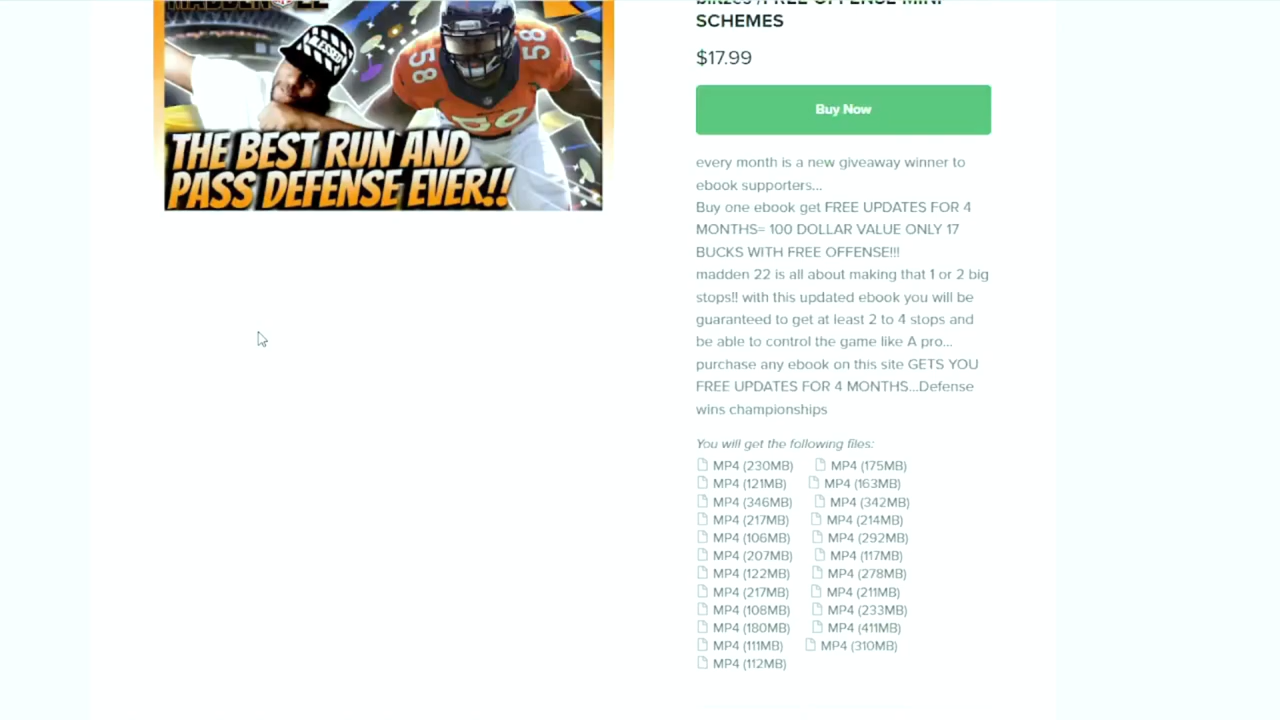 58
58
THE BEST RUN AND
PASS DEFENSE EVER!!
SCHEMES
$17.99
Buy Now
every month is a new giveaway winner to
ebook supporters...
Buy one ebook get FREE UPDATES FOR 4
MONTHS= 100 DOLLAR VALUE ONLY 17
BUCKS WITH FREE OFFENSE!!!
madden 22 is all about making that 1 or 2 big
stops!! with this updated ebook you will be
guaranteed to get at least 2 to 4 stops and
be able to control the game like A pro...
purchase any ebook on this site GETS YOU
FREE UPDATES FOR 4 MONTHS...Defense
wins championships
You will get the following files:
MP4 (230MB) MP4 (175MB)
MP4 (121MB) MP4 (163MB)
MP4 (346MB) MP4 (342MB)
MP4 (217MB) MP4 (214MB)
MP4 (106MB) MP4 (292MB)
MP4 (207MB) MP4 (117MB)
MP4 (122MB) MP4 (278MB)
MP4 (217MB) MP4 (211MB)
MP4 (108MB) MP4 (233MB)
MP4 (180MB) MP4 (411MB)
MP4 (111MB) MP4 (310MB)
MP4 (112MB)